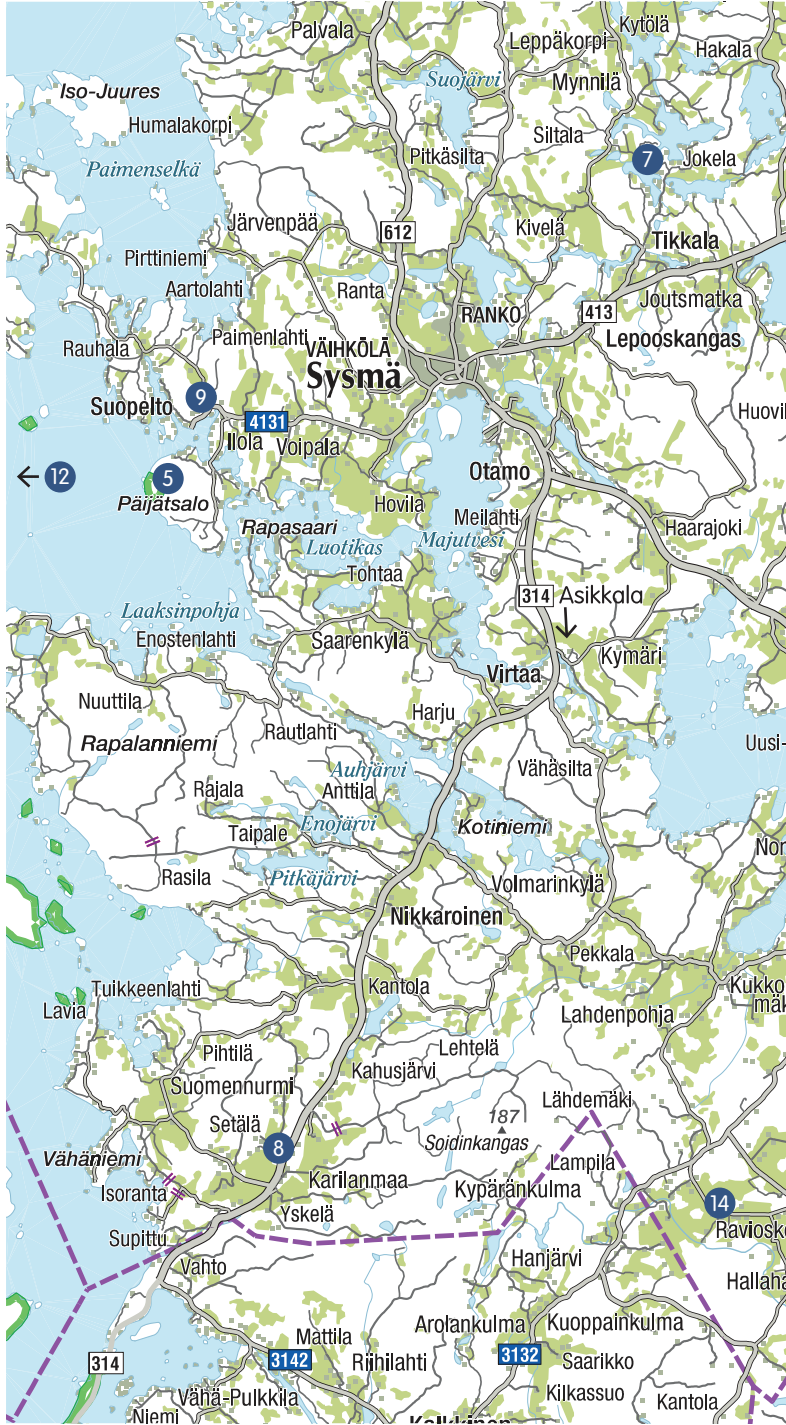 Palvala
Kytölä
Leppäkorpi
Hakala
Suojärvi
Mynnilä
Iso-Juures
Humalakorpi
Siltala
Pitkäsilta
7
Jokela
Paimenselkä
Järvenpää
612
Kivelä
Tikkala
Pirttiniemi
Aartolahti
Ranta
RANKO
413
Joutsmatka
Lepooskangas
Rauhala
Paimenlahti
VÄIHKÖLÄ
Sysmä
Suopelto
9
4131
Huovil
Ilola
Voipala
← 12
5
Otamo
Päijätsalo
Hovila
Meilahti
Rapasaari
Luotikas
Majutvesi
Haarajoki
Tohtaa
314
Asikkala
Laaksinpohja
Enostenlahti
Saarenkylä
Kymäri
Virtaa
Nuuttila
Harju
Rautlahti
Rapalanniemi
Uusi-
Auhjärvi
Vähäsilta
Anttila
Rajala
Enojärvi
Kotiniemi
Taipale
Nor
Rasila
Pitkäjärvi
Volmarinkylä
Nikkaroinen
Pekkala
Tuikkeenlahti
Kantola
Kukko
mäk
Lavia
Lahdenpohja
Pihtilä
Lehtelä
Kahusjärvi
Suomennurmi
Lähdemäki
187
Setälä
Soidinkangas
8
Vähäniemi
Lampila
Karilanmaa
Kypäränkulma
Isoranta
14
Yskelä
Supittu
Raviosk
Vahto
Hanjärvi
Hallaha
Arolankulma
Kuoppainkulma
Mattila
314
3142
Riihilahti
3132
Saarikko
Kilkassuo
Vähä-Pulkkila
Kantola
Niemi
Kalkkinen